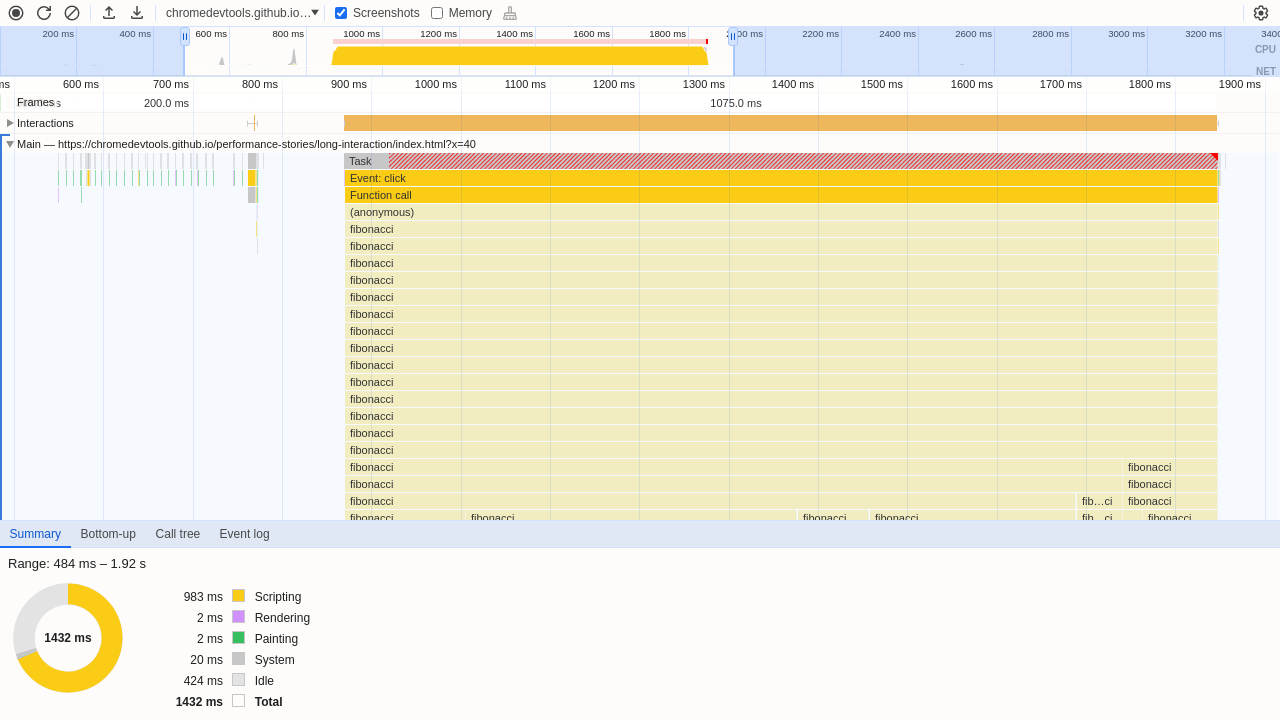 chromedevtools.github.io… Screenshots Memory
200 ms 400 ms 600 ms 800 ms 1000 ms 1200 ms 1400 ms 1600 ms 1800 ms 2200 ms 2400 ms 2600 ms 2800 ms 3000 ms 3200 ms 3400
CPU
NET
ms 600 ms 700 ms 800 ms 900 ms 1000 ms 1100 ms 1200 ms 1300 ms 1400 ms 1500 ms 1600 ms 1700 ms 1800 ms 1900 ms
Frames 200.0 ms 1075.0 ms
Interactions
Main — https://chromedevtools.github.io/performance-stories/long-interaction/index.html?x=40
Task
Event: click
Function call
(anonymous)
fibonacci
fibonacci
fibonacci
fibonacci
fibonacci
fibonacci
fibonacci
fibonacci
fibonacci
fibonacci
fibonacci
fibonacci
fibonacci
fibonacci
fibonacci fibonacci
fibonacci fibonacci
fibonacci fib…ci fibonacci
fibonacci fibonacci fibonacci fibonacci fib…ci fibonacci
Summary Bottom-up Call tree Event log
Range: 484 ms – 1.92 s
1432 ms
983 ms Scripting
2 ms Rendering
2 ms Painting
20 ms System
424 ms Idle
1432 ms Total